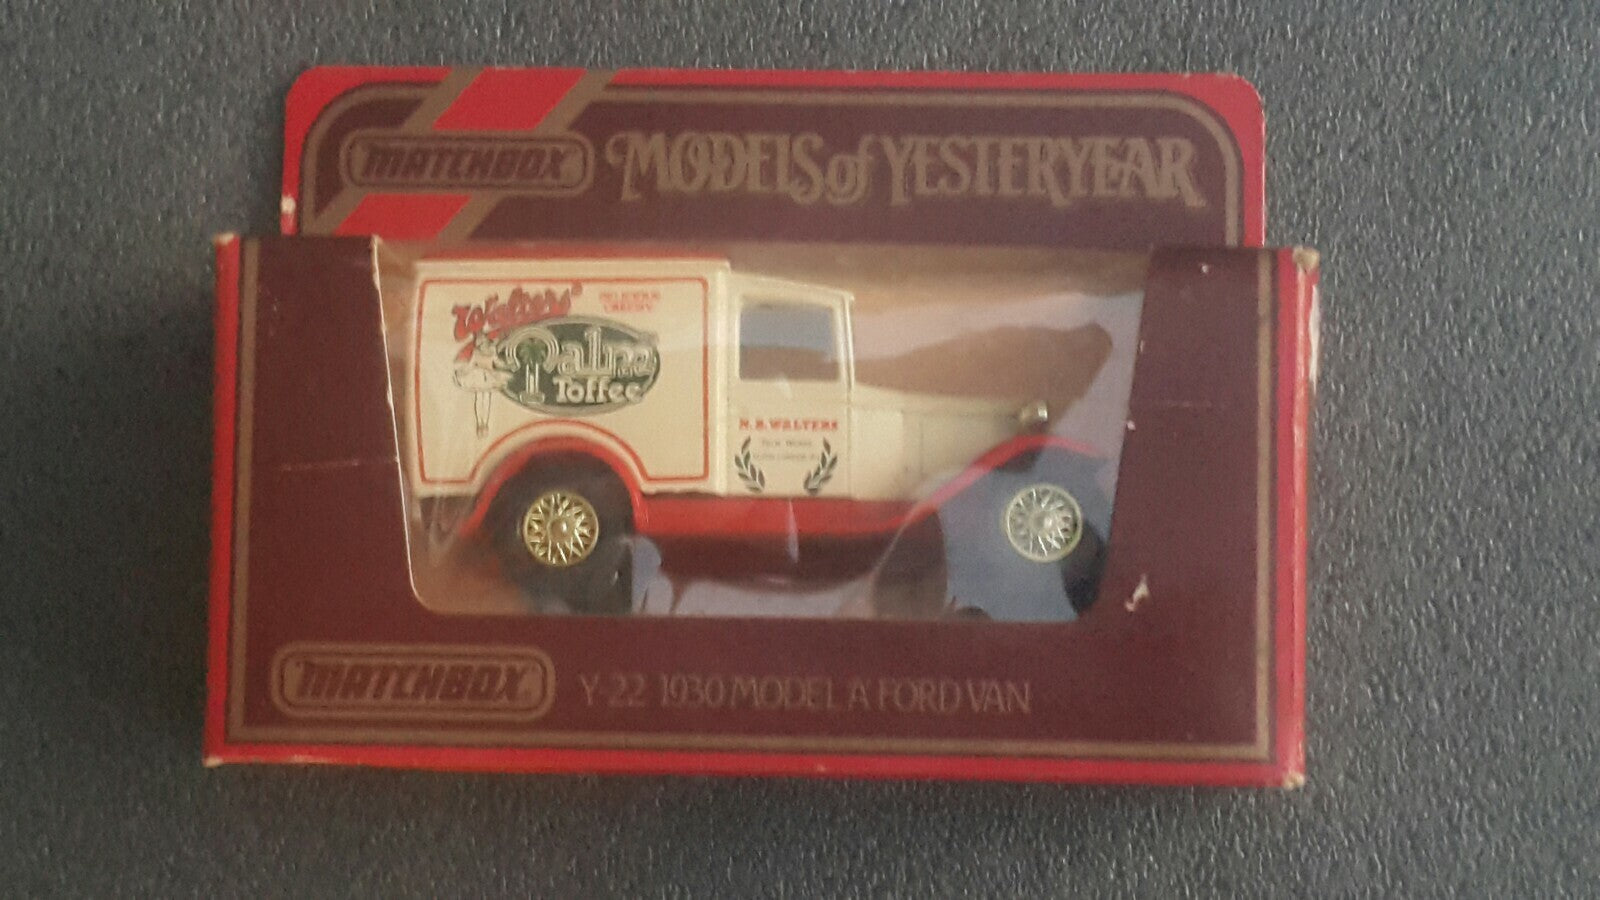 MATCHBOX MODELS of YESTERYEAR
Walters'
Palm
Toffee
N.B. WALTERS
MATCHBOX Y-22 1930 MODEL A FORD VAN